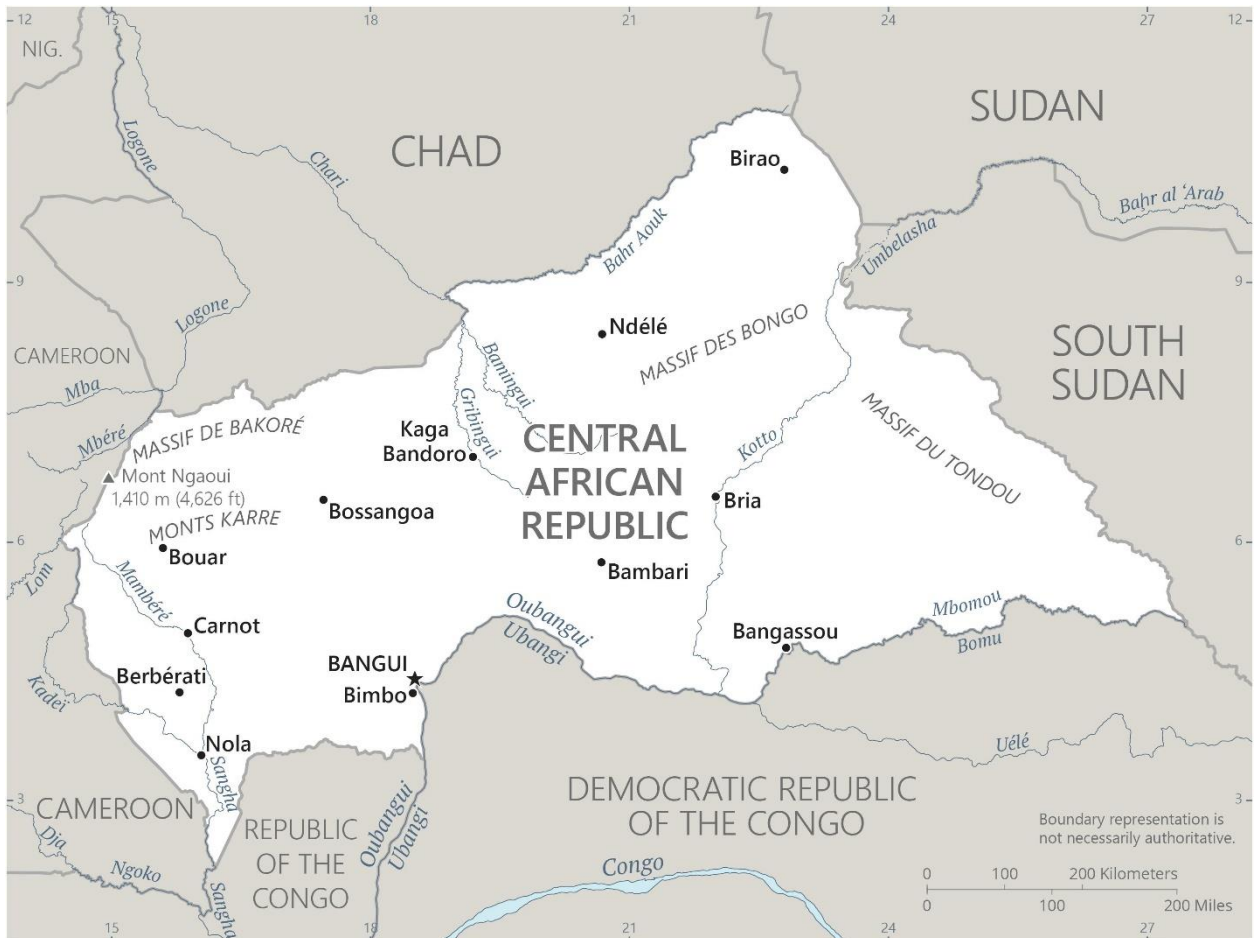 12
18
21
24
27
12
NIG.
15
Logone
Chari
CHAD
SUDAN
Birao
Bahr Aouk
Umbelasha
Baḩr al ‘Arab
9
9
Logone
Ndélé
MASSIF DES BONGO
SOUTH
SUDAN
CAMEROON
Mba
Mbéré
MASSIF DE BAKORÉ
Bamingui
Gribingui
Kaga
Bandoro
CENTRAL
AFRICAN
REPUBLIC
Kotto
MASSIF DU TONDOU
Mont Ngaoui
1,410 m (4,626 ft)
Bossangoa
Bria
MONTS KARRE
Bouar
6
6
Lom
Mambéré
Bambari
Carnot
Oubangui
Ubangi
Mbomou
Bomu
Bangassou
Berbérati
BANGUI
Bimbo
Kadeï
Nola
Sangha
Uélé
3
3
CAMEROON
REPUBLIC
OF THE
CONGO
Oubangui
Ubangi
DEMOCRATIC REPUBLIC
OF THE CONGO
Boundary representation is
not necessarily authoritative.
Dja
Ngoko
Sangha
Congo
0 100 200 Kilometers
0 100 200 Miles
15
18
21
24
27